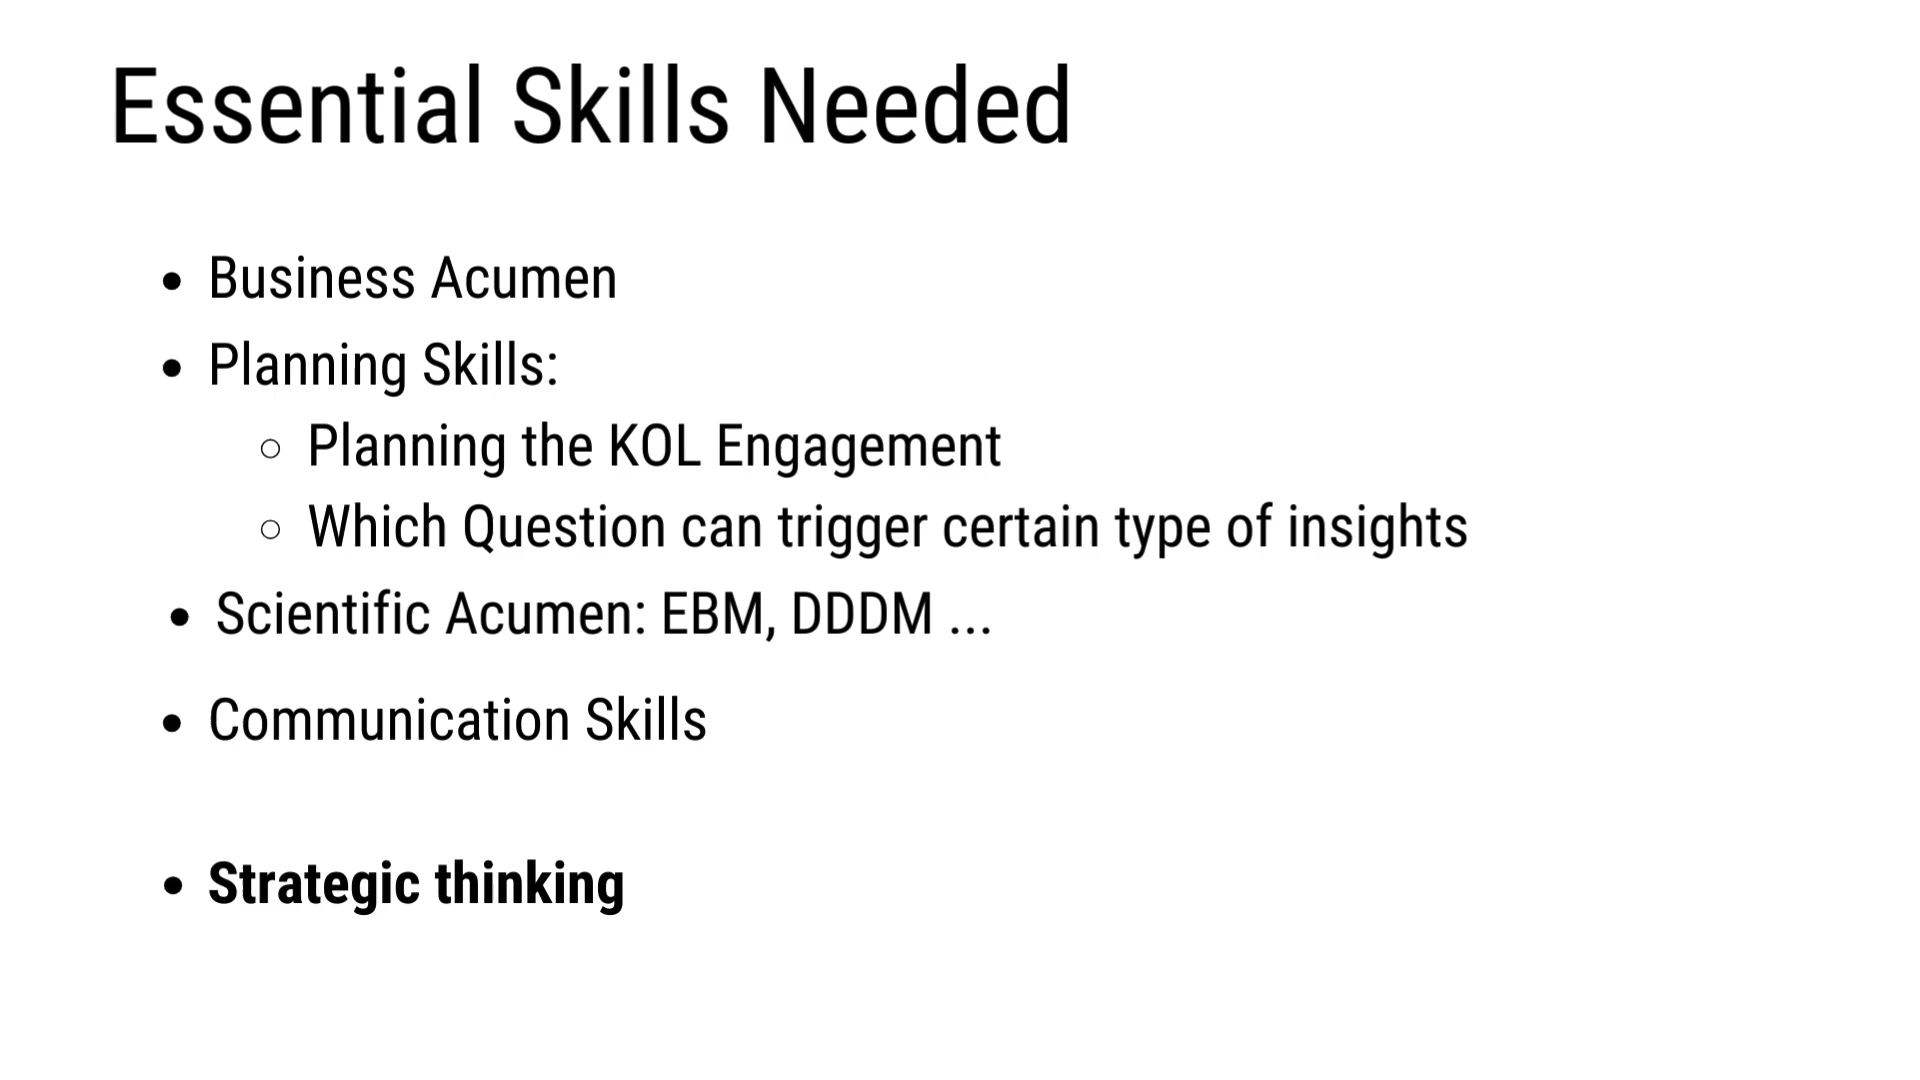 Essential Skills Needed
• Business Acumen
• Planning Skills:
○ Planning the KOL Engagement
○ Which Question can trigger certain type of insights
• Scientific Acumen: EBM, DDDM ...
• Communication Skills
• Strategic thinking